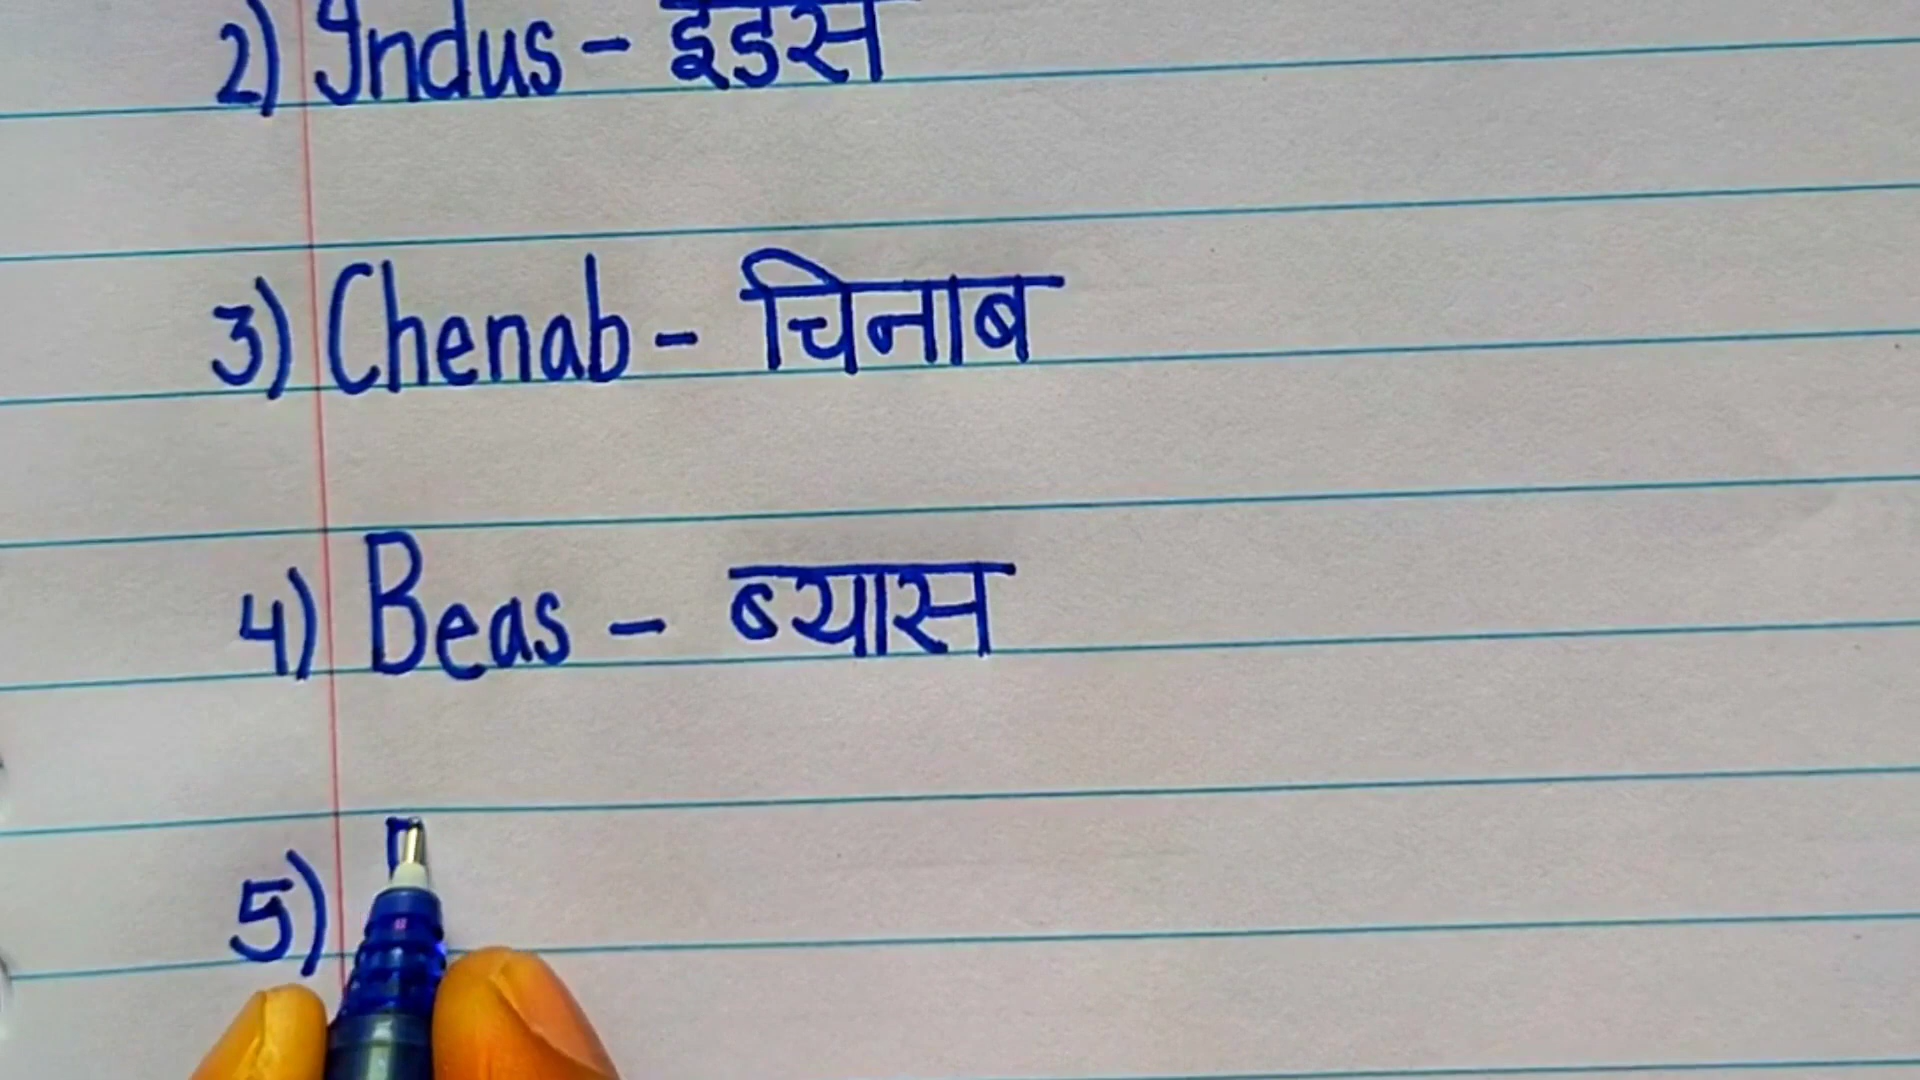 2) Indus - इंडस
3) Chenab - चिनाब
4) Beas - ब्यास
5)